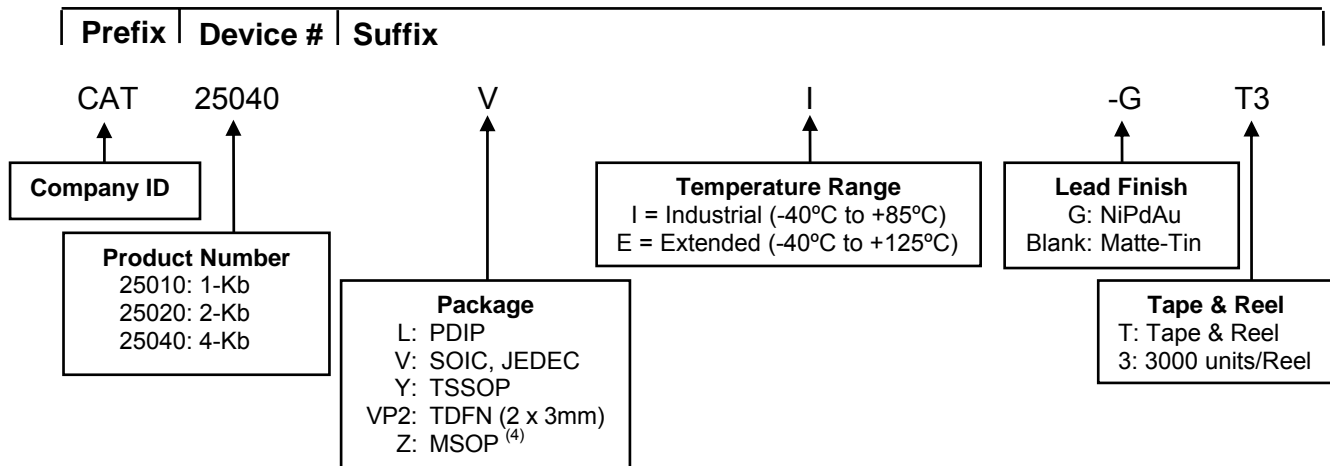 Prefix Device # Suffix
CAT 25040 V I -G T3
Company ID
Product Number
25010: 1-Kb
25020: 2-Kb
25040: 4-Kb
Package
L: PDIP
V: SOIC, JEDEC
Y: TSSOP
VP2: TDFN (2 x 3mm)
Z: MSOP (4)
Temperature Range
I = Industrial (-40ºC to +85ºC)
E = Extended (-40ºC to +125ºC)
Lead Finish
G: NiPdAu
Blank: Matte-Tin
Tape & Reel
T: Tape & Reel
3: 3000 units/Reel